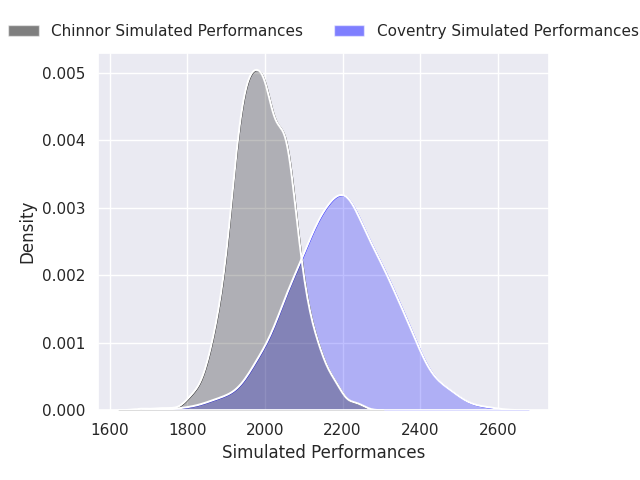 Chinnor Simulated Performances
Coventry Simulated Performances
0.005
0.004
0.003
0.002
0.001
0.000
Density
1600 1800 2000 2200 2400 2600
Simulated Performances